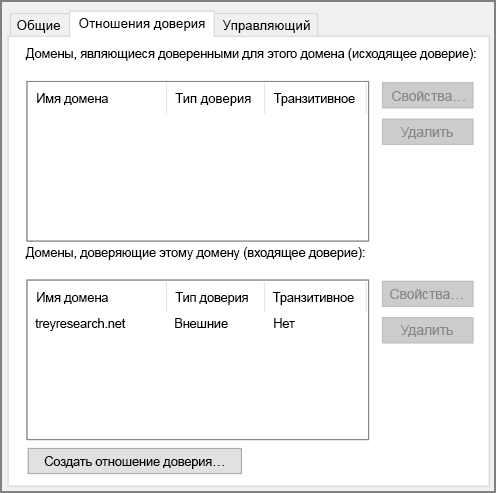 Общие Отношения доверия Управляющий
Домены, являющиеся доверенными для этого домена (исходящее доверие):
Имя домена Тип доверия Транзитивное
Свойства...
Удалить
Домены, доверяющие этому домену (входящее доверие):
Имя домена Тип доверия Транзитивное
treyresearch.net Внешние Нет
Свойства...
Удалить
Создать отношение доверия...